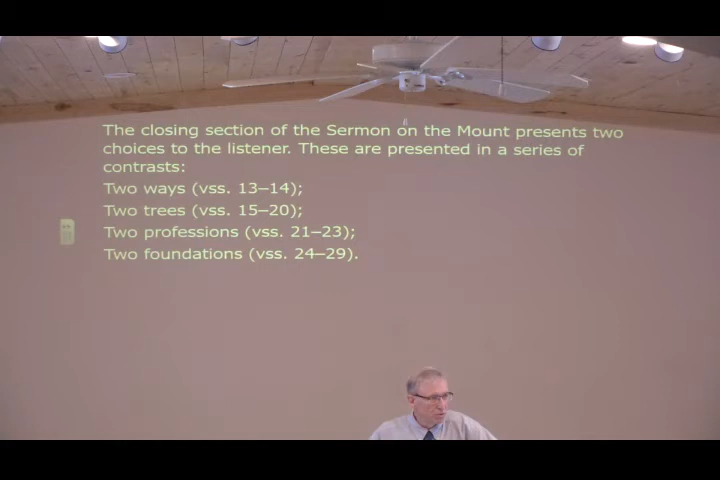 The closing section of the Sermon on the Mount presents two
choices to the listener. These are presented in a series of
contrasts:
Two ways (vss. 13–14);
Two trees (vss. 15–20);
Two professions (vss. 21–23);
Two foundations (vss. 24–29).